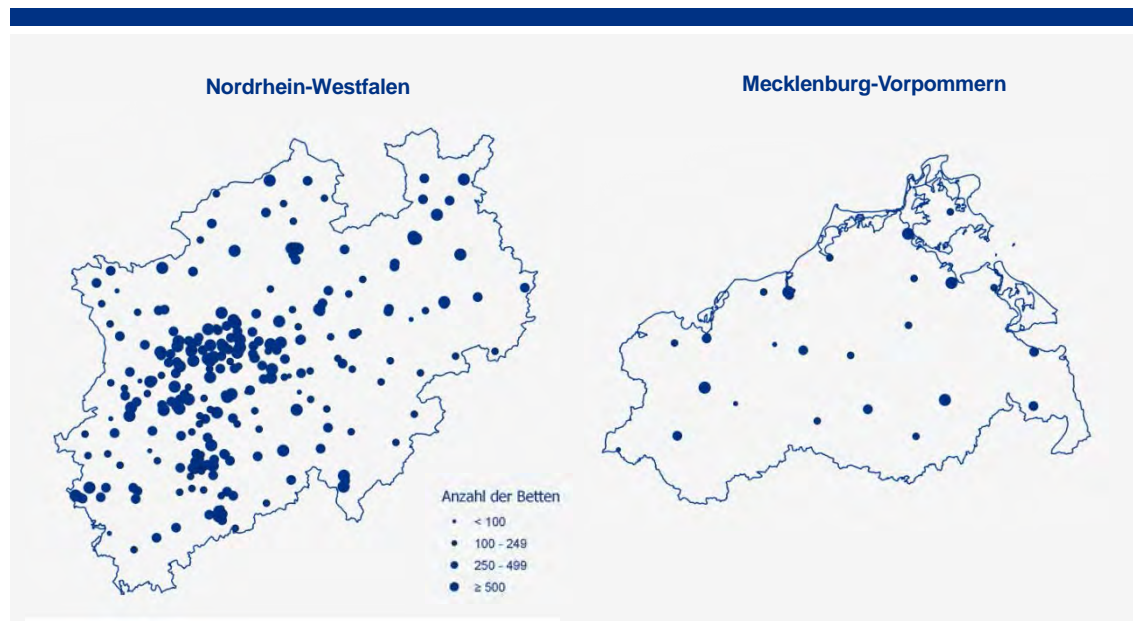 Nordrhein-Westfalen
Mecklenburg-Vorpommern
Anzahl der Betten
< 100
100 - 249
250 - 499
≥ 500